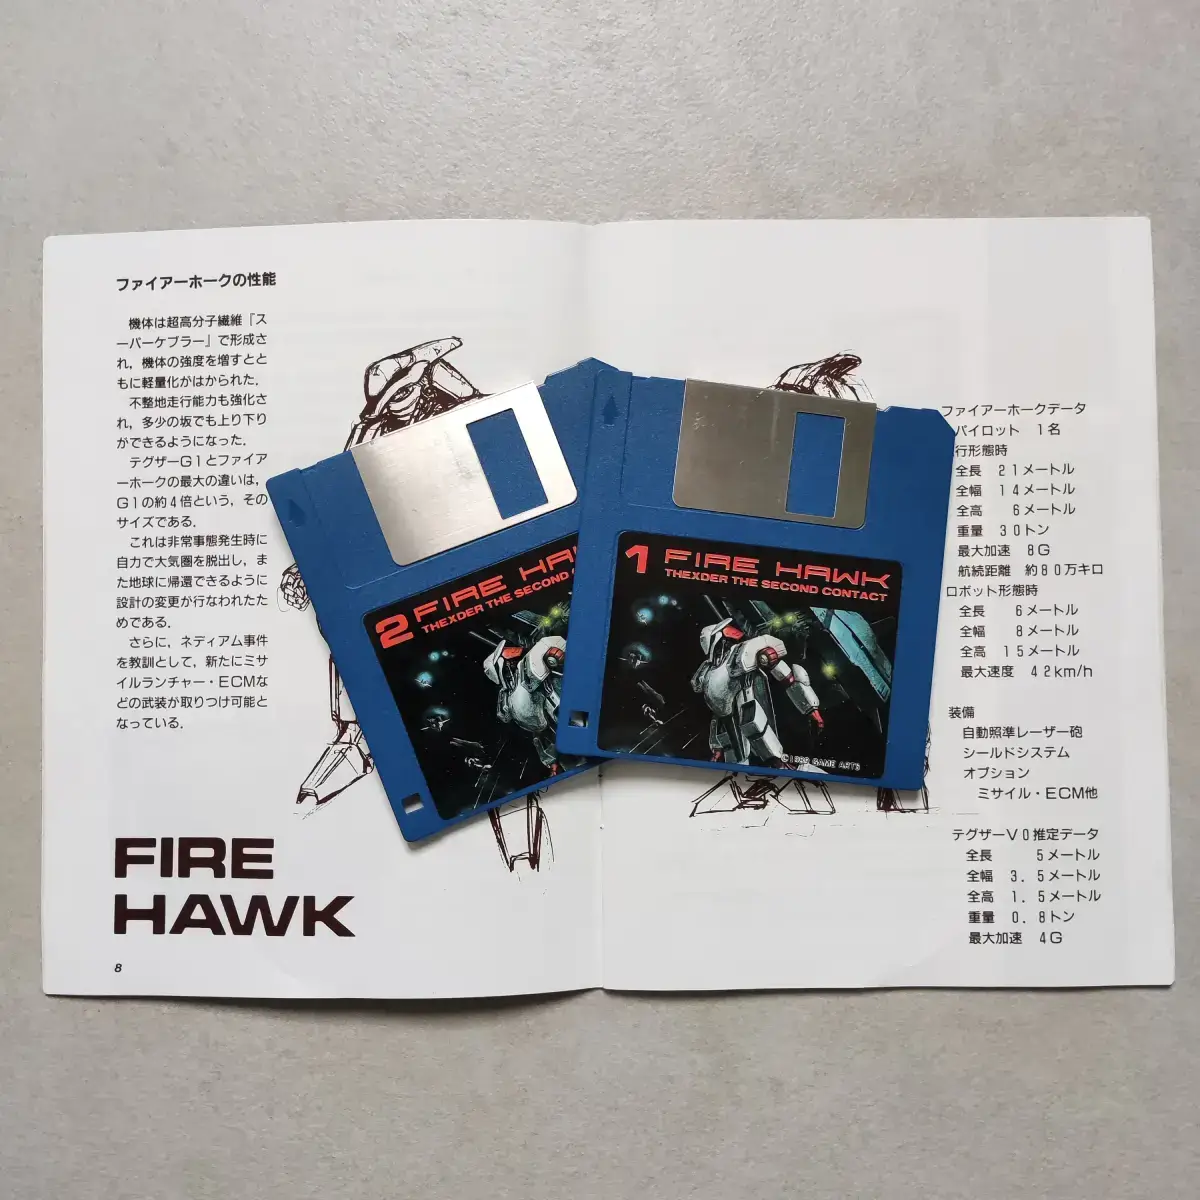 ファイアーホークの性能
機体は超高分子繊維『ス
ーパーケブラー』で形成さ
れ，機体の強度を増すとと
もに軽量化がはかられた．
不整地走行能力も強化さ
れ，多少の坂でも上り下り
ができるようになった．
テグザーG1とファイア
ーホークの最大の違いは，
G1の約4倍という，その
サイズである．
これは非常事態発生時に
自力で大気圏を脱出し，ま
た地球に帰還できるように
設計の変更が行なわれたた
めである．
さらに，ネディアム事件
を教訓として，新たにミサ
イルランチャー・ECMな
どの武装が取りつけ可能と
なっている．
FIRE
HAWK
8
2 FIRE HAW
THEXDER THE SECOND
1 FIRE HAWK
THEXDER THE SECOND CONTACT
©1989 GAME ARTS
ファイアーホークデータ
パイロット 1名
行形態時
全長 21メートル
全幅 14メートル
全高 6メートル
重量 30トン
最大加速 8G
航続距離 約80万キロ
ロボット形態時
全長 6メートル
全幅 8メートル
全高 15メートル
最大速度 42km/h
装備
自動照準レーザー砲
シールドシステム
オプション
ミサイル・ECM他
テグザーV0推定データ
全長 5メートル
全幅 3．5メートル
全高 1．5メートル
重量 0．8トン
最大加速 4G